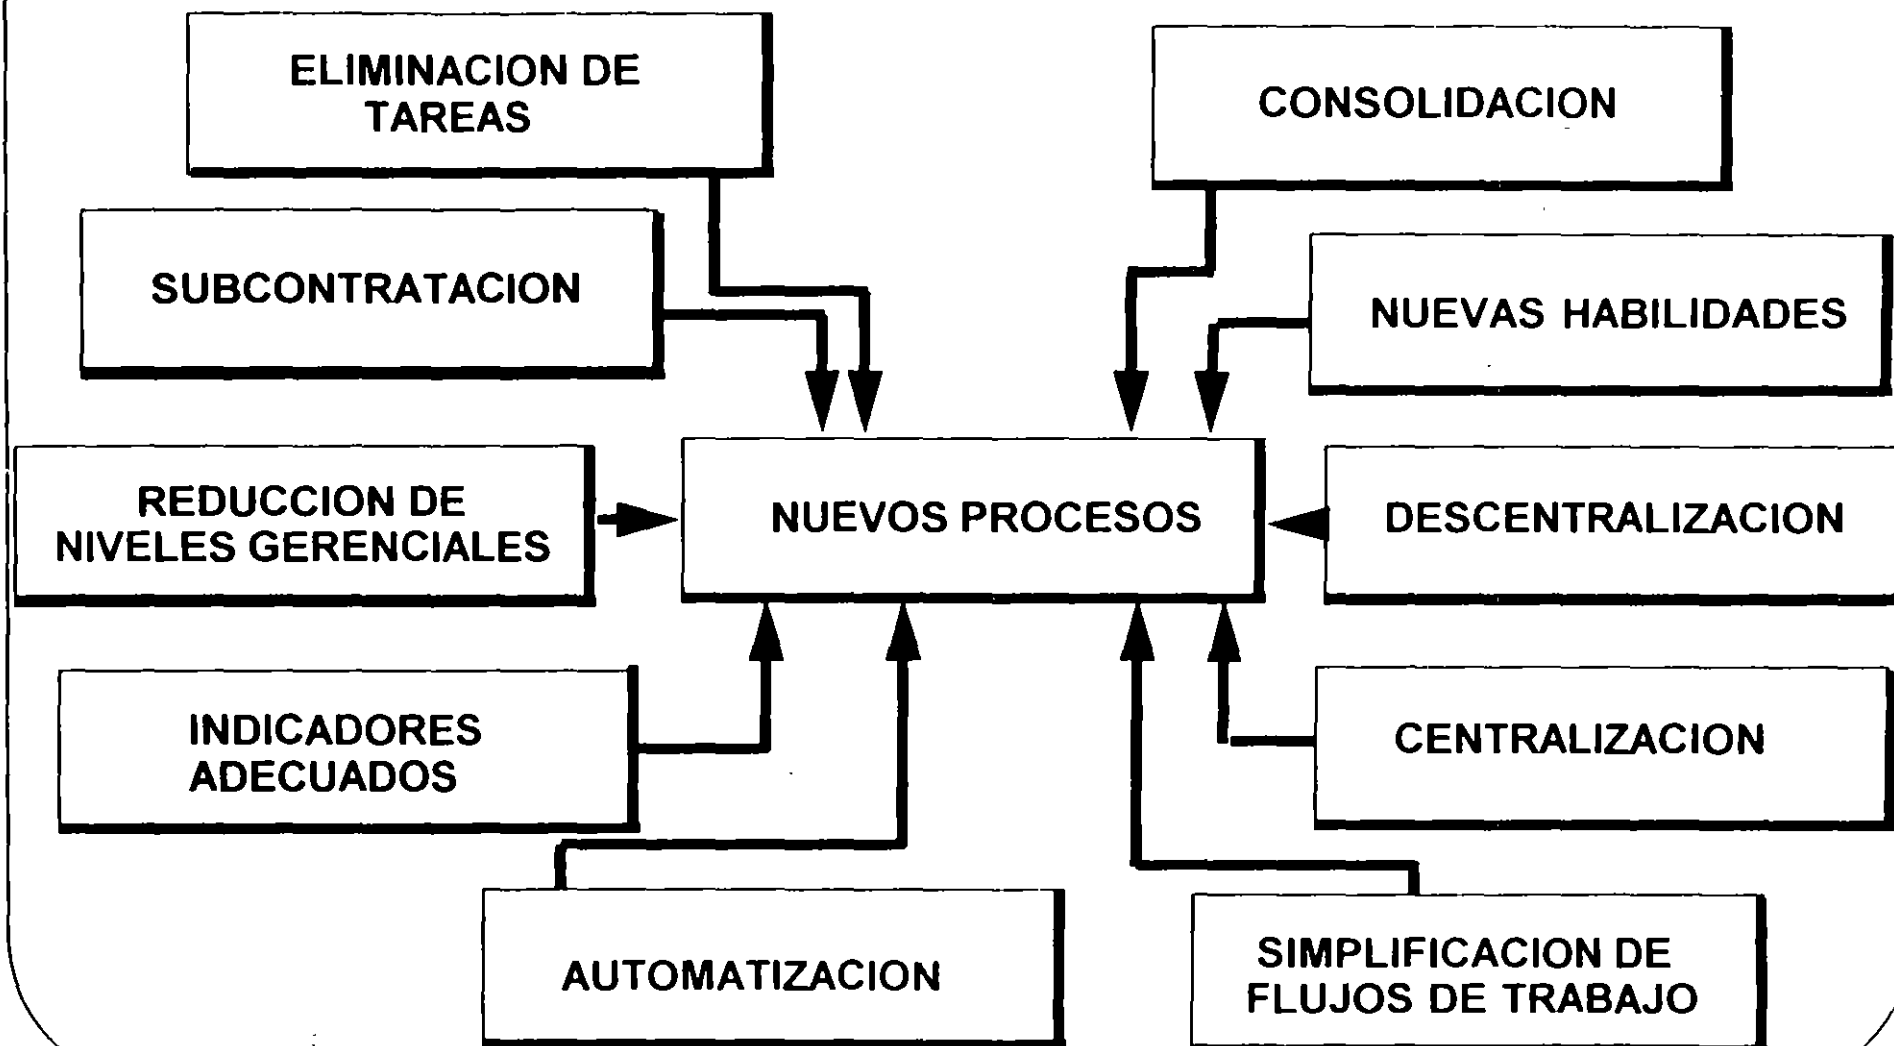 ELIMINACION DE
TAREAS
CONSOLIDACION
SUBCONTRATACION
NUEVAS HABILIDADES
REDUCCION DE
NIVELES GERENCIALES
NUEVOS PROCESOS
DESCENTRALIZACION
INDICADORES
ADECUADOS
CENTRALIZACION
AUTOMATIZACION
SIMPLIFICACION DE
FLUJOS DE TRABAJO